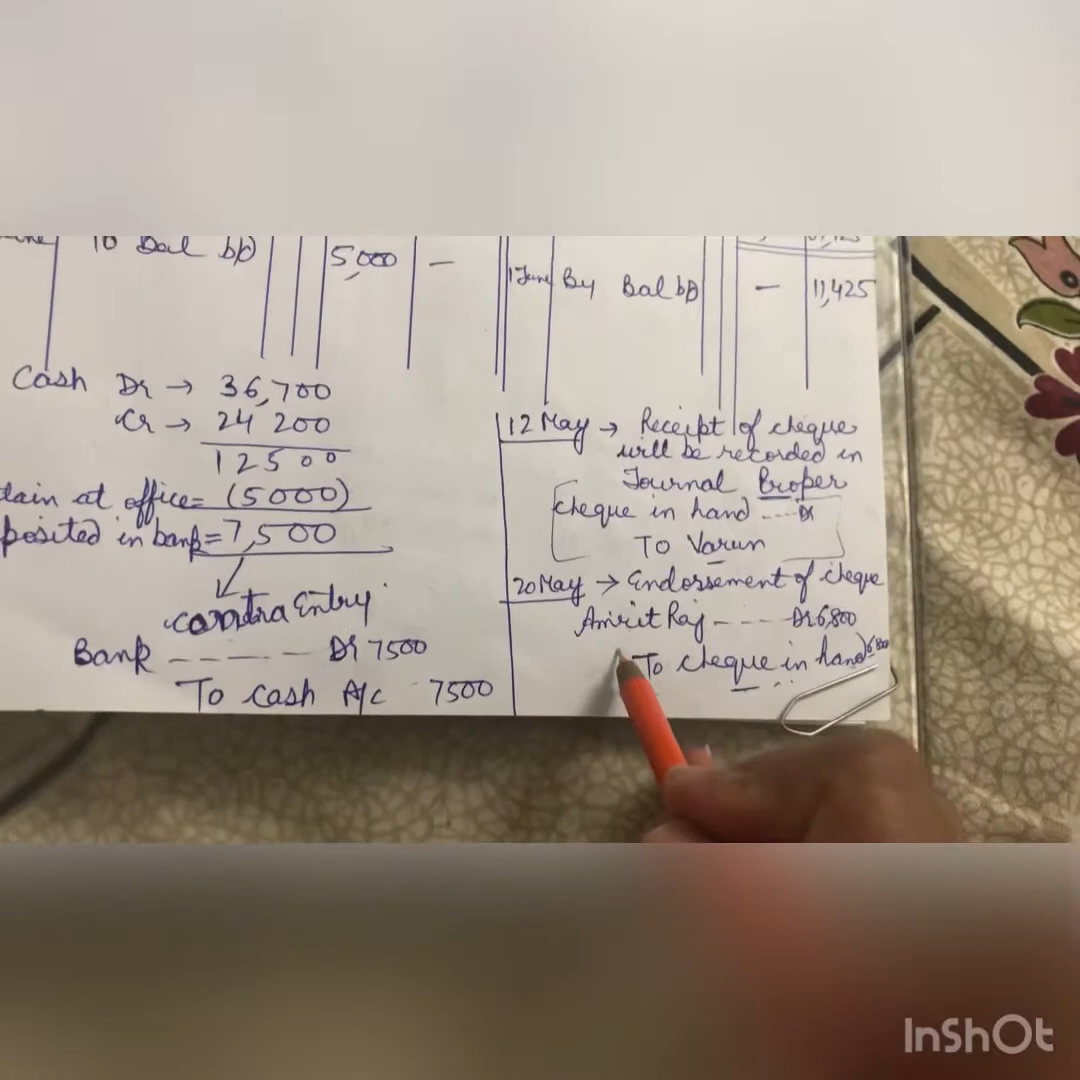 To Bal b/D 5,000 —
1 June By Bal b/D — 11,425
Cash Dr → 36,700
Cr → 24 200
12500
tain at office = (5000)
posited in bank = 7,500
Contra Entry
Bank ------ Dr 7500
To cash A/c 7500
12 May → Receipt of cheque
will be recorded in
Journal Proper
cheque in hand ---- Dr
To Varun
20 May → Endorsement of cheque
Amrit Raj ---- Dr 6,800
To cheque in hand 6800
InShOt